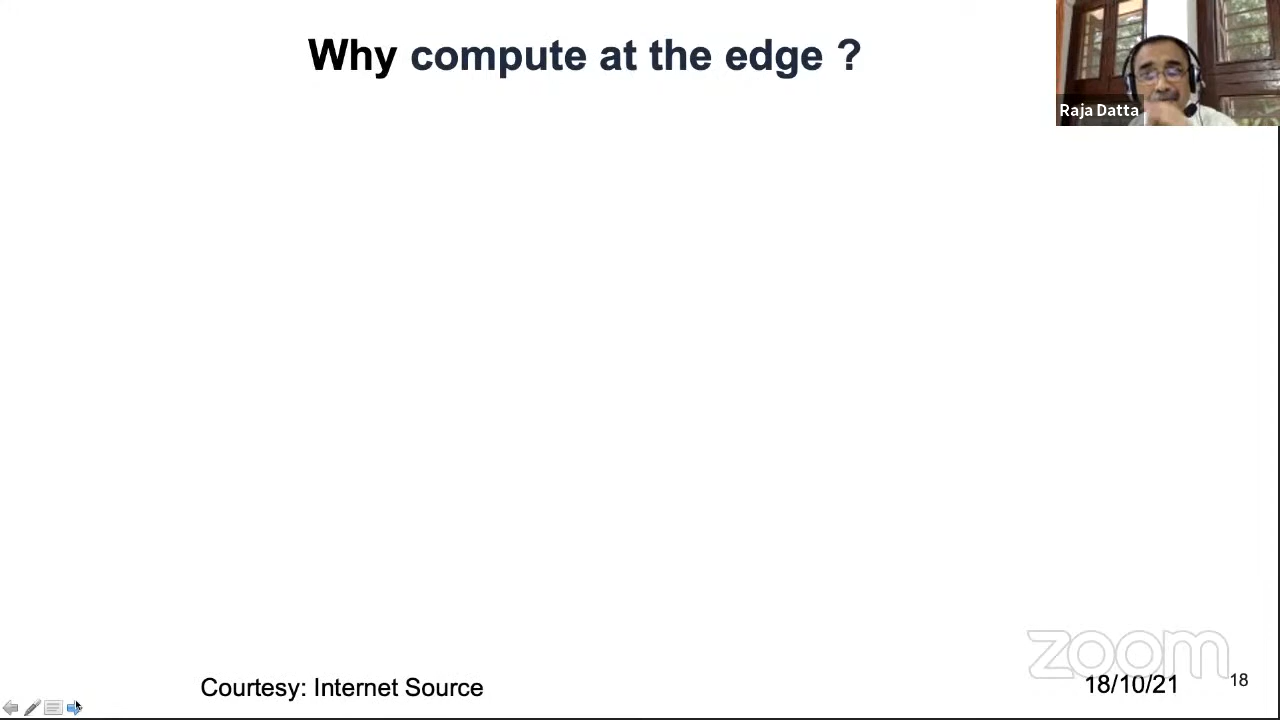 Why compute at the edge ?
Raja Datta
zoom
Courtesy: Internet Source
18/10/21
18